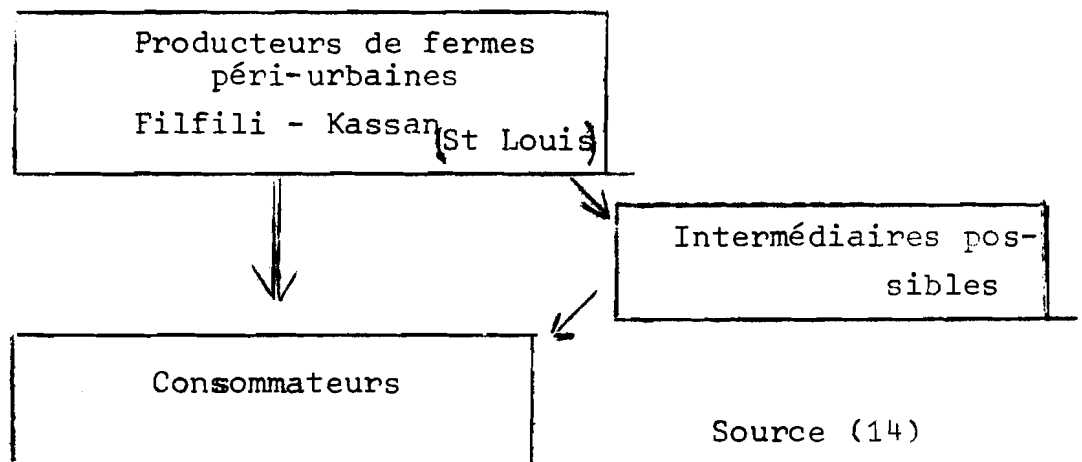 Producteurs de fermes
péri-urbaines
Filfili - Kassan (St Louis)
Intermédiaires pos-
sibles
Consommateurs
Source (14)